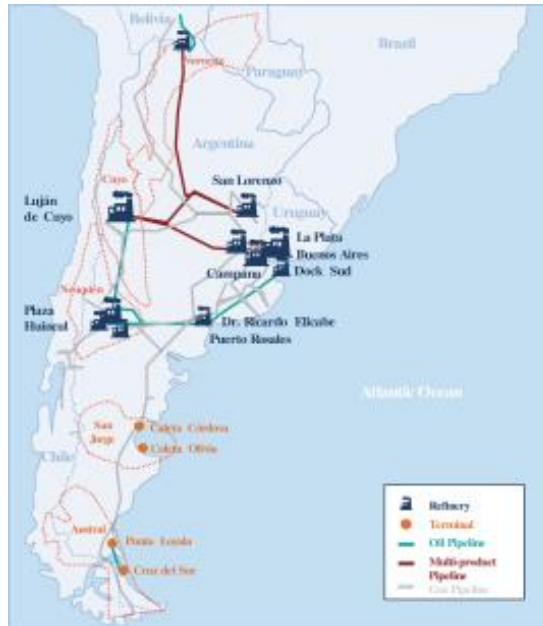 Bolivia
Brazil
Noroeste
Paraguay
Argentina
Cuyo
San Lorenzo
Luján
de Cuyo
Uruguay
La Plata
Buenos Aires
Campana
Dock Sud
Neuquén
Plaza
Huincul
Dr. Ricardo Elicabe
Puerto Rosales
Atlantic Ocean
San
Jorge
Caleta Córdova
Caleta Olivia
Chile
Austral
Punta Loyola
Cruz del Sur
Refinery
Terminal
Oil Pipeline
Multi-product
Pipeline
Gas Pipeline